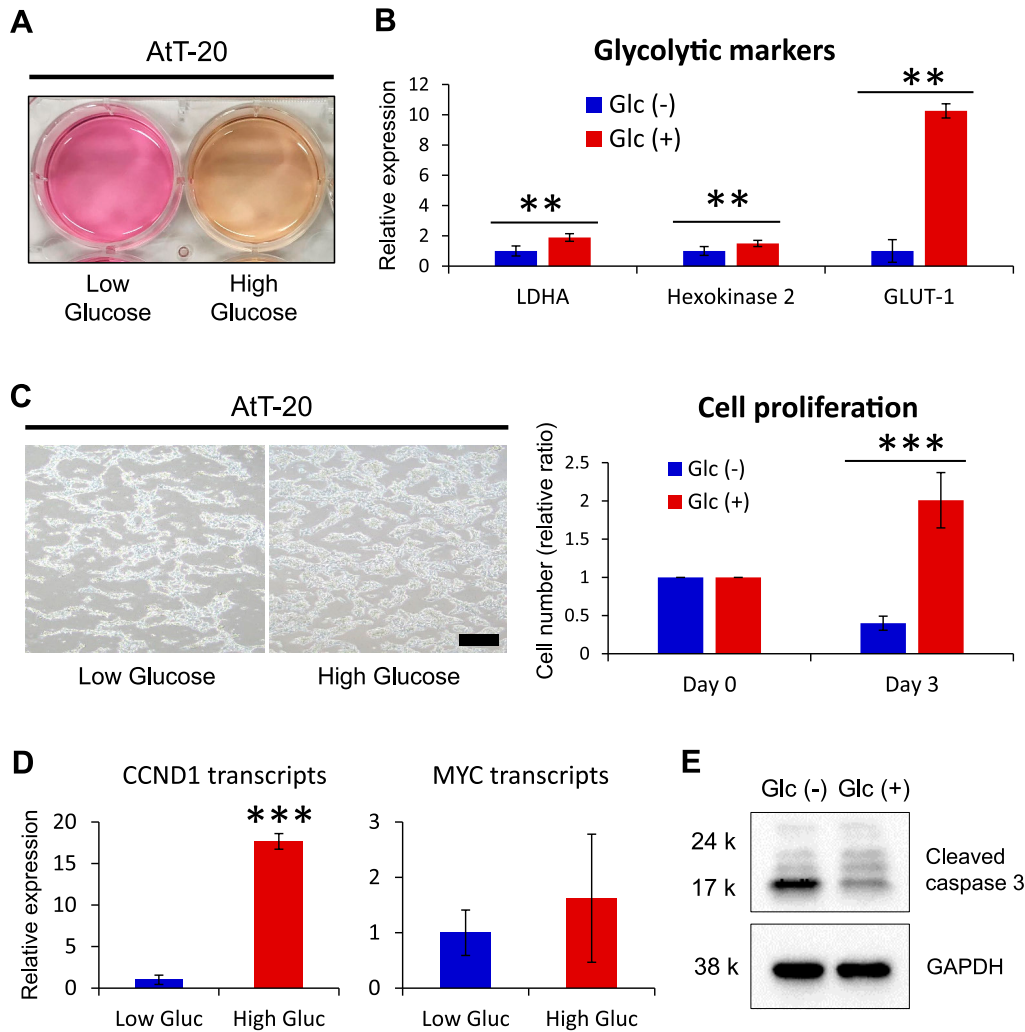 A
AtT-20
Low
Glucose
High
Glucose
B
Glycolytic markers
Relative expression
12
10
8
6
4
2
0
Glc (-)
Glc (+)
**
**
**
LDHA
Hexokinase 2
GLUT-1
C
AtT-20
Low Glucose
High Glucose
Cell proliferation
Cell number (relative ratio)
2.5
2
1.5
1
0.5
0
Glc (-)
Glc (+)
***
Day 0
Day 3
D
CCND1 transcripts
Relative expression
20
15
10
5
0
***
Low Gluc
High Gluc
MYC transcripts
3
2
1
0
Low Gluc
High Gluc
E
Glc (-)
Glc (+)
24 k
17 k
Cleaved
caspase 3
38 k
GAPDH